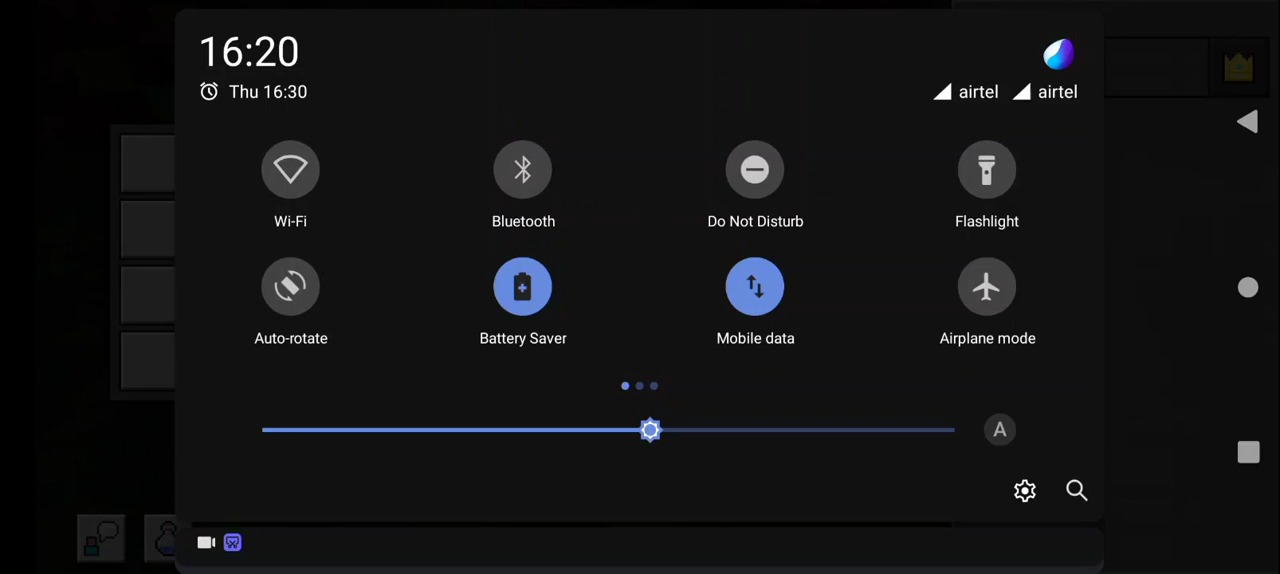 16:20
Thu 16:30
airtel airtel
Wi-Fi Bluetooth Do Not Disturb Flashlight
Auto-rotate Battery Saver Mobile data Airplane mode
A